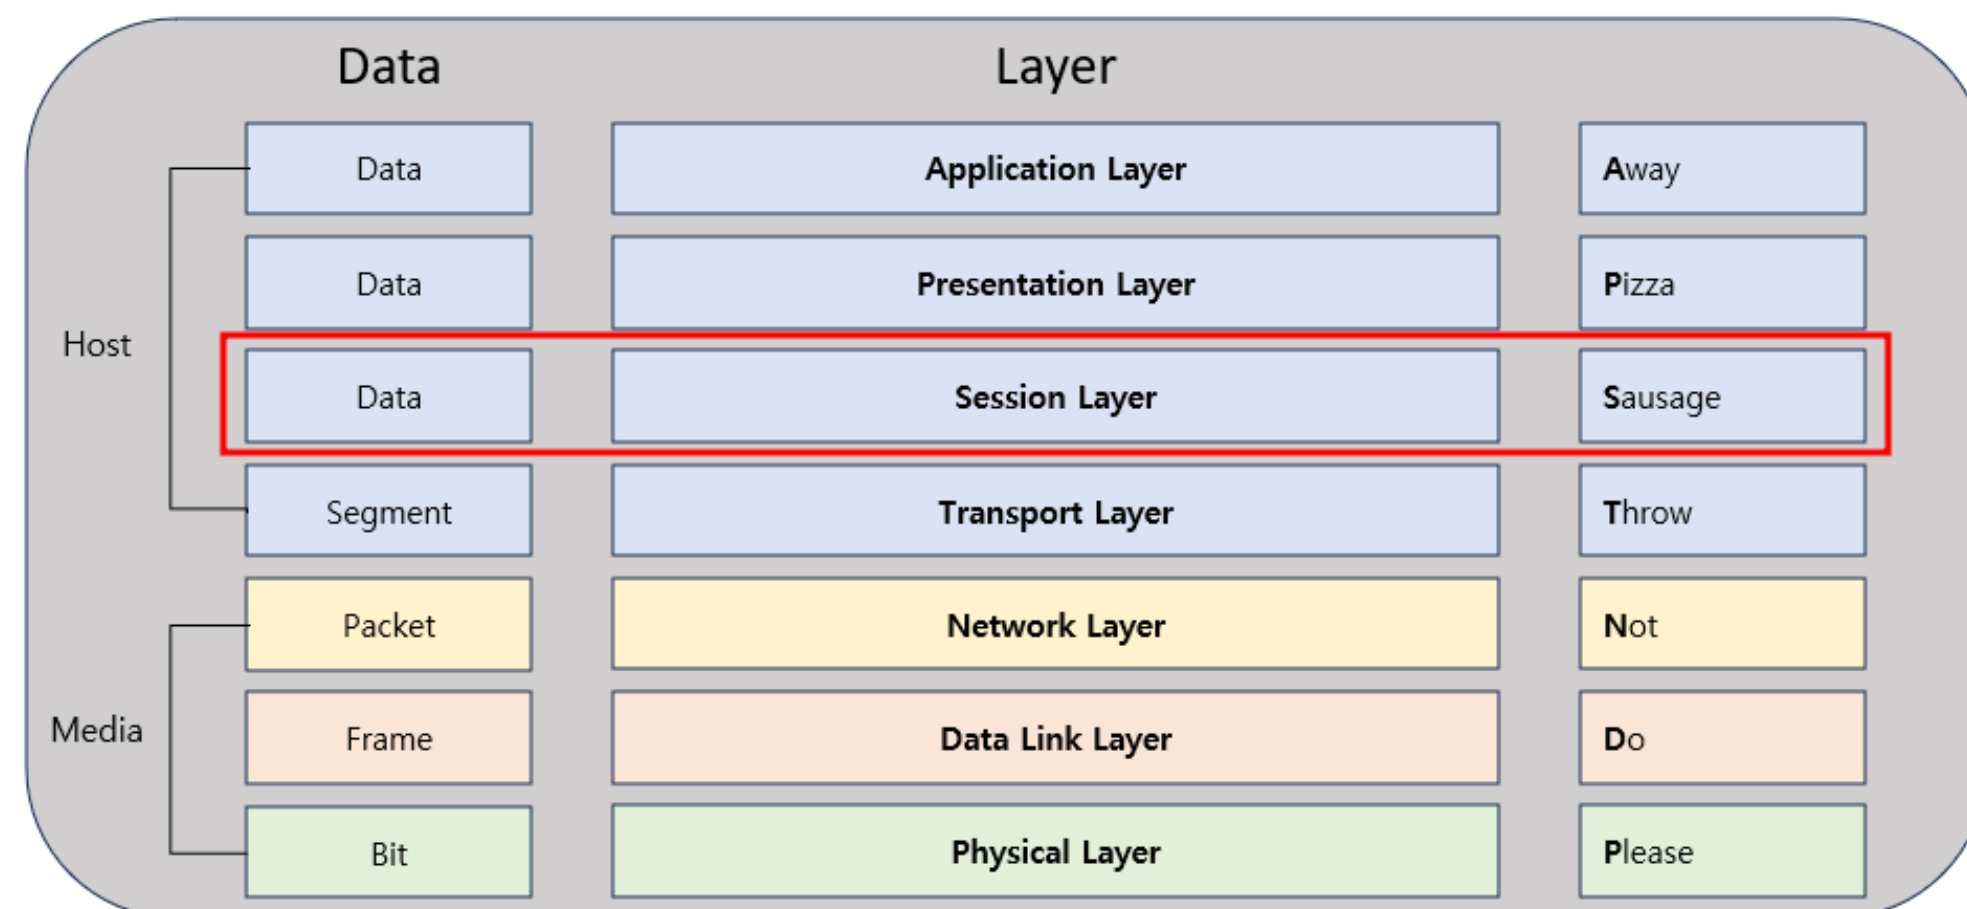 Data Layer
Data Application Layer Away
Data Presentation Layer Pizza
Host
Data Session Layer Sausage
Segment Transport Layer Throw
Packet Network Layer Not
Media
Frame Data Link Layer Do
Bit Physical Layer Please